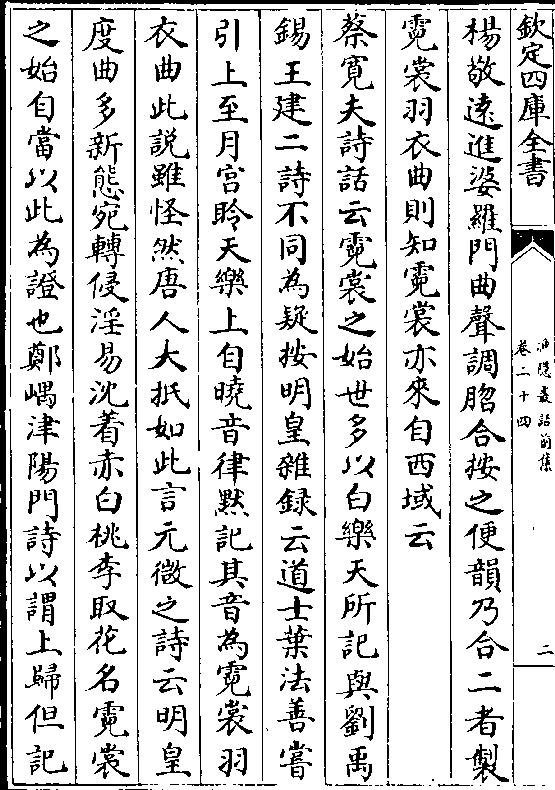 欽定四庫全書
漁隱叢話前集
卷二十四
二
楊敬遠進婆羅門曲聲調脗合按之便韻乃合二者製
霓裳羽衣曲則知霓裳亦來自西域云
蔡寛夫詩話云霓裳之始世多以白樂天所記與劉禹
錫王建二詩不同為疑按明皇雜録云道士葉法善嘗
引上至月宮聆天樂上自曉音律默記其音為霓裳羽
衣曲此説雖怪然唐人大抵如此言元微之詩云明皇
度曲多新態宛轉侵淫易沈着赤白桃李取花名霓裳
之始自當以此為證也鄭嵎津陽門詩以謂上歸但記